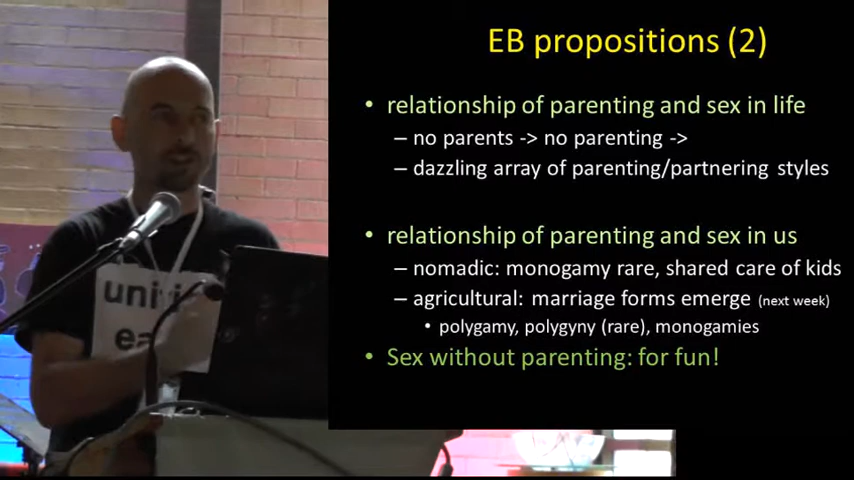 EB propositions (2)
• relationship of parenting and sex in life
– no parents -> no parenting ->
– dazzling array of parenting/partnering styles
• relationship of parenting and sex in us
– nomadic: monogamy rare, shared care of kids
– agricultural: marriage forms emerge (next week)
• polygamy, polygyny (rare), monogamies
• Sex without parenting: for fun!